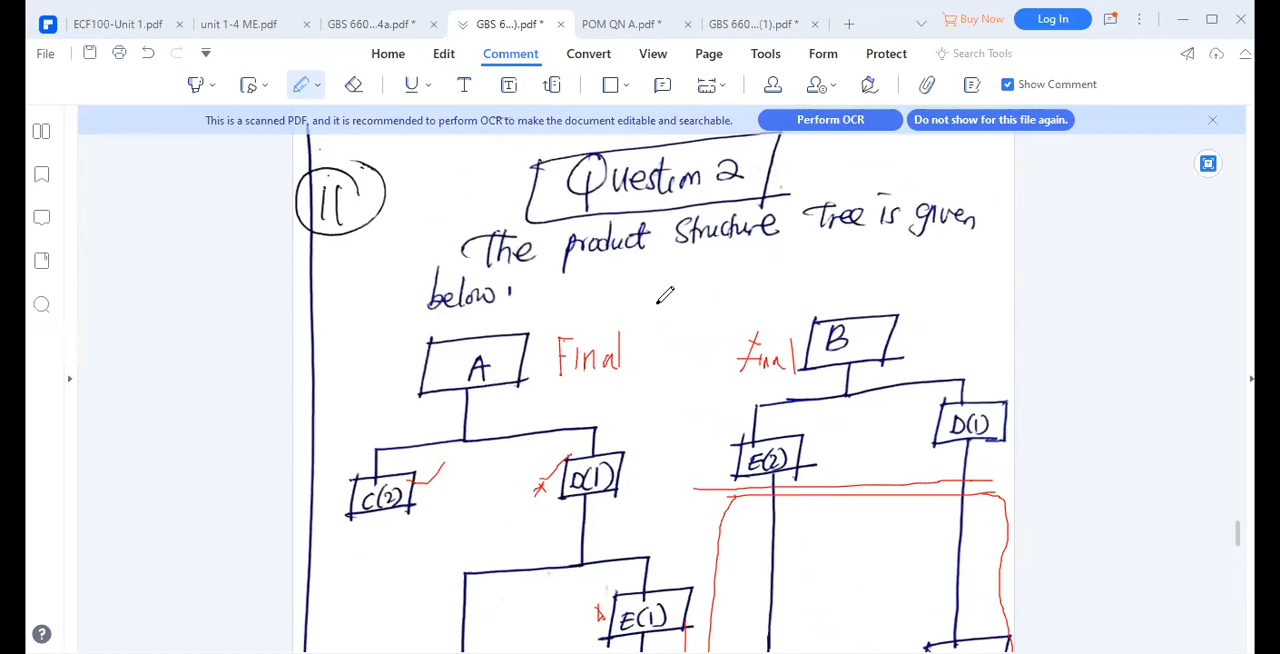 ECF100-Unit 1.pdf
unit 1-4 ME.pdf
GBS 660...4a.pdf *
GBS 6...).pdf *
POM QN A.pdf *
GBS 660...(1).pdf *
Buy Now
Log In
File
Home
Edit
Comment
Convert
View
Page
Tools
Form
Protect
Search Tools
Show Comment
This is a scanned PDF, and it is recommended to perform OCR to make the document editable and searchable.
Perform OCR
Do not show for this file again.
11
Question 2
The product Structure Tree is given
below.
A
Final
Final
B
C(2)
D(1)
E(2)
D(1)
E(1)